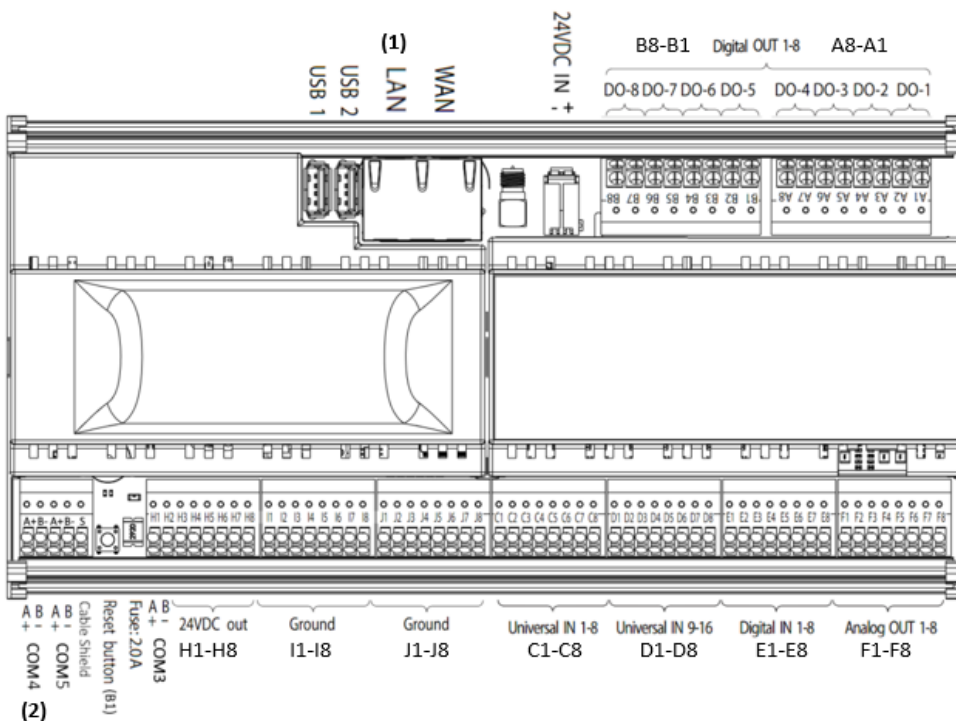 (1)
USB 1
USB 2
LAN
WAN
24VDC IN + -
B8-B1 Digital OUT 1-8 A8-A1
DO-8 DO-7 DO-6 DO-5 DO-4 DO-3 DO-2 DO-1
B8 B7 B6 B5 B4 B3 B2 B1 A8 A7 A6 A5 A4 A3 A2 A1
A+ B- A+ B- S
H1 H2 H3 H4 H5 H6 H7 H8 I1 I2 I3 I4 I5 I6 I7 I8 J1 J2 J3 J4 J5 J6 J7 J8 C1 C2 C3 C4 C5 C6 C7 C8 D1 D2 D3 D4 D5 D6 D7 D8 E1 E2 E3 E4 E5 E6 E7 E8 F1 F2 F3 F4 F5 F6 F7 F8
A + B - COM4
A + B - COM5
Cable Shield
Reset button (B1)
Fuse: 2.0A
A + B - COM3
24VDC out
H1-H8
Ground
I1-I8
Ground
J1-J8
Universal IN 1-8
C1-C8
Universal IN 9-16
D1-D8
Digital IN 1-8
E1-E8
Analog OUT 1-8
F1-F8
(2)